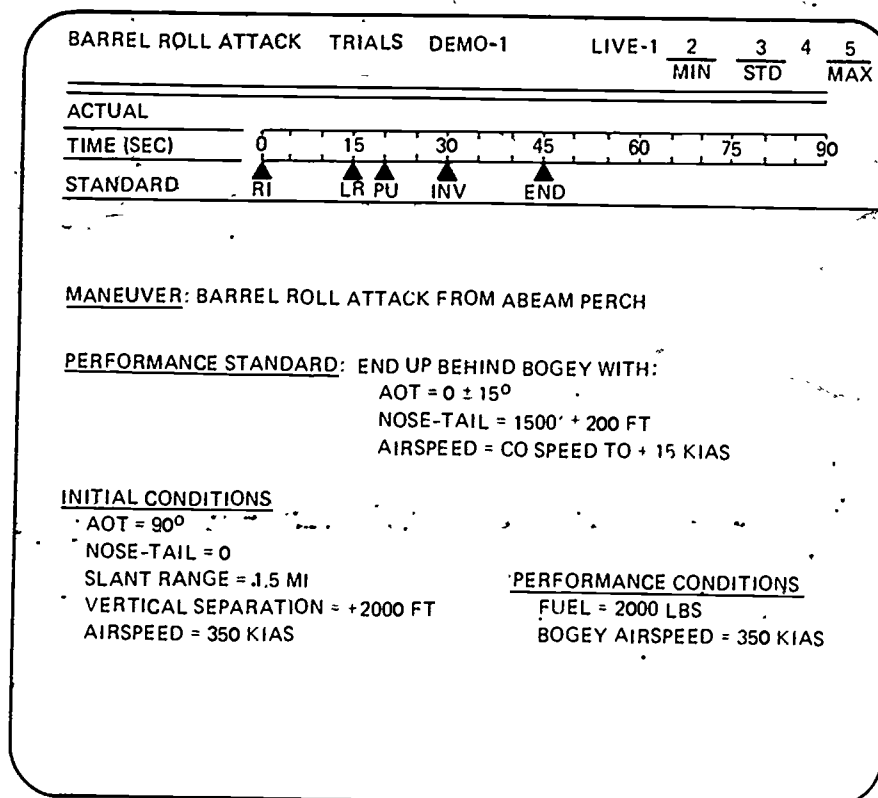 BARREL ROLL ATTACK TRIALS DEMO-1 LIVE-1 2 3 4 5
MIN STD MAX
ACTUAL
TIME (SEC) 0 15 30 45 60 75 90
STANDARD RI LR PU INV END
MANEUVER: BARREL ROLL ATTACK FROM ABEAM PERCH
PERFORMANCE STANDARD: END UP BEHIND BOGEY WITH:
AOT = 0 ± 15°
NOSE-TAIL = 1500' + 200 FT
AIRSPEED = CO SPEED TO + 15 KIAS
INITIAL CONDITIONS
AOT = 90°
NOSE-TAIL = 0
SLANT RANGE = 1.5 MI PERFORMANCE CONDITIONS
VERTICAL SEPARATION = +2000 FT FUEL = 2000 LBS
AIRSPEED = 350 KIAS BOGEY AIRSPEED = 350 KIAS